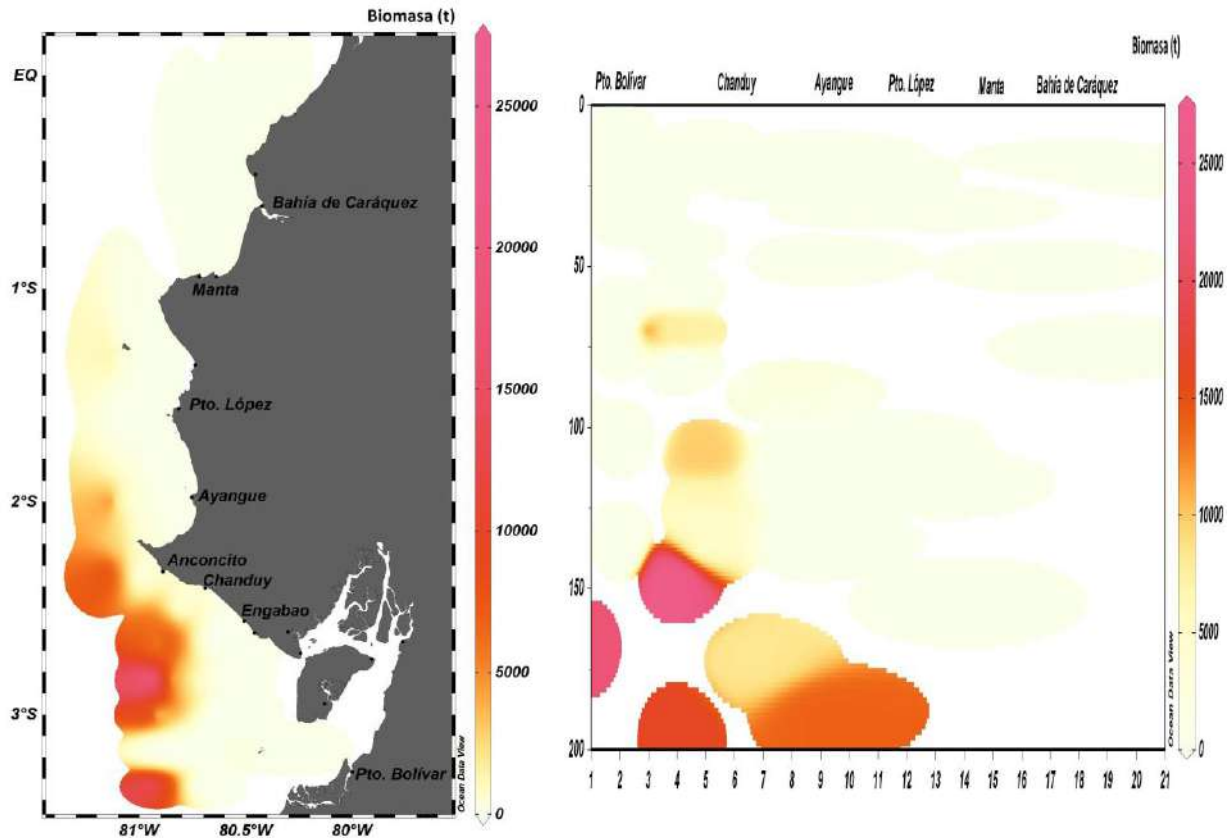 Biomasa (t)
EQ
1°S
2°S
3°S
81°W
80.5°W
80°W
Bahía de Caráquez
Manta
Pto. López
Ayangue
Anconcito
Chanduy
Engabao
Pto. Bolívar
Ocean Data View
25000
20000
15000
10000
5000
0
Biomasa (t)
Pto. Bolívar Chanduy Ayangue Pto. López Manta Bahía de Caráquez
0
50
100
150
200
1 2 3 4 5 6 7 8 9 10 11 12 13 14 15 16 17 18 19 20 21
Ocean Data View
25000
20000
15000
10000
5000
0